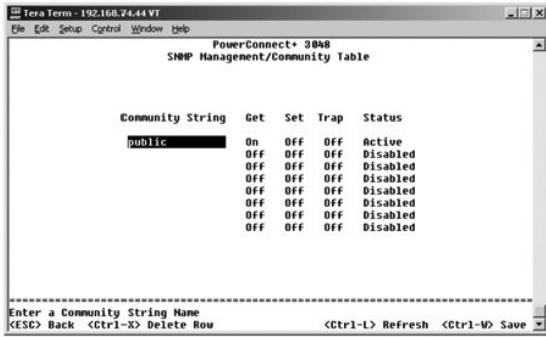 Tera Term - 192.168.74.44 VT
File Edit Setup Control Window Help
PowerConnect+ 3048
SNMP Management/Community Table
Community String Get Set Trap Status
public On Off Off Active
Off Off Off Disabled
Off Off Off Disabled
Off Off Off Disabled
Off Off Off Disabled
Off Off Off Disabled
Off Off Off Disabled
Off Off Off Disabled
Enter a Community String Name
<ESC> Back <Ctrl-X> Delete Row <Ctrl-L> Refresh <Ctrl-W> Save